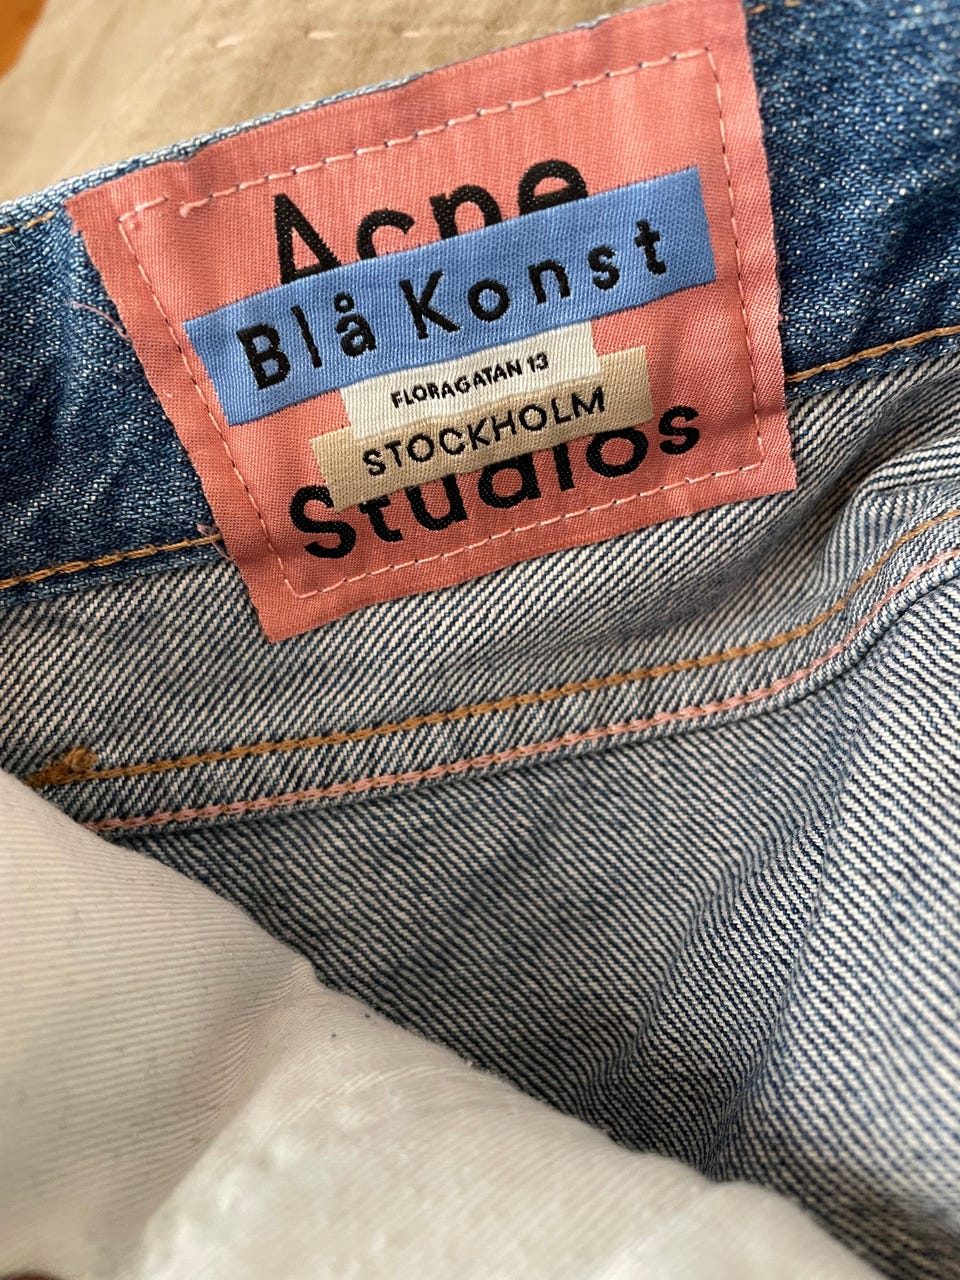 Acne
Blå Konst
FLORAGATAN 13
STOCKHOLM
Studios